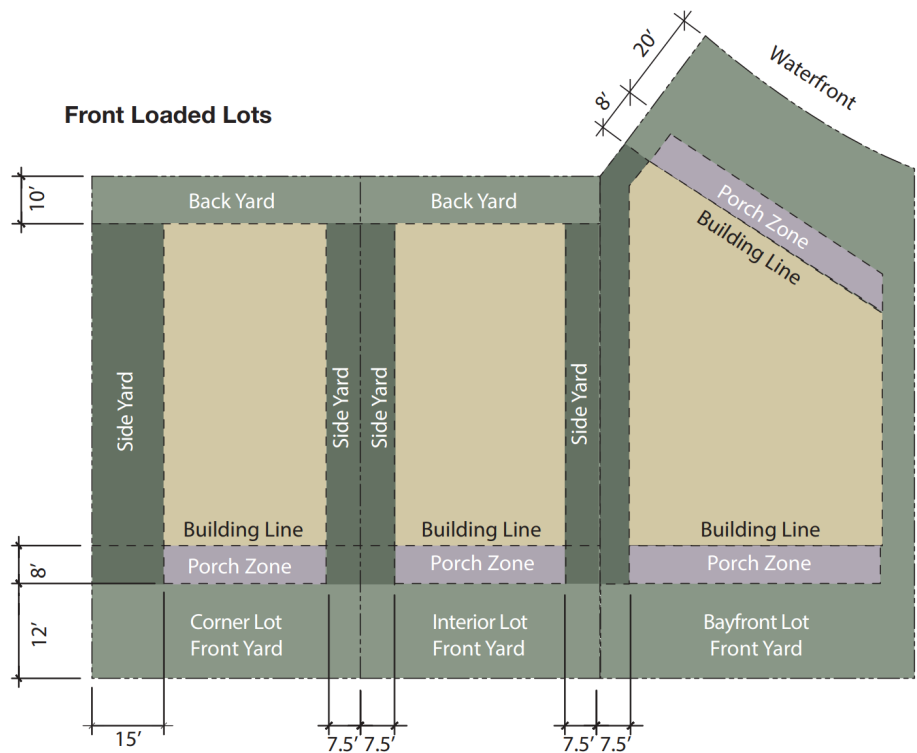 Front Loaded Lots
20’
8’
Waterfront
10’
Back Yard
Back Yard
Porch Zone
Building Line
Side Yard
Side Yard
Side Yard
Side Yard
Building Line
Building Line
Building Line
8’
Porch Zone
Porch Zone
Porch Zone
12’
Corner Lot
Front Yard
Interior Lot
Front Yard
Bayfront Lot
Front Yard
15’
7.5’
7.5’
7.5’
7.5’